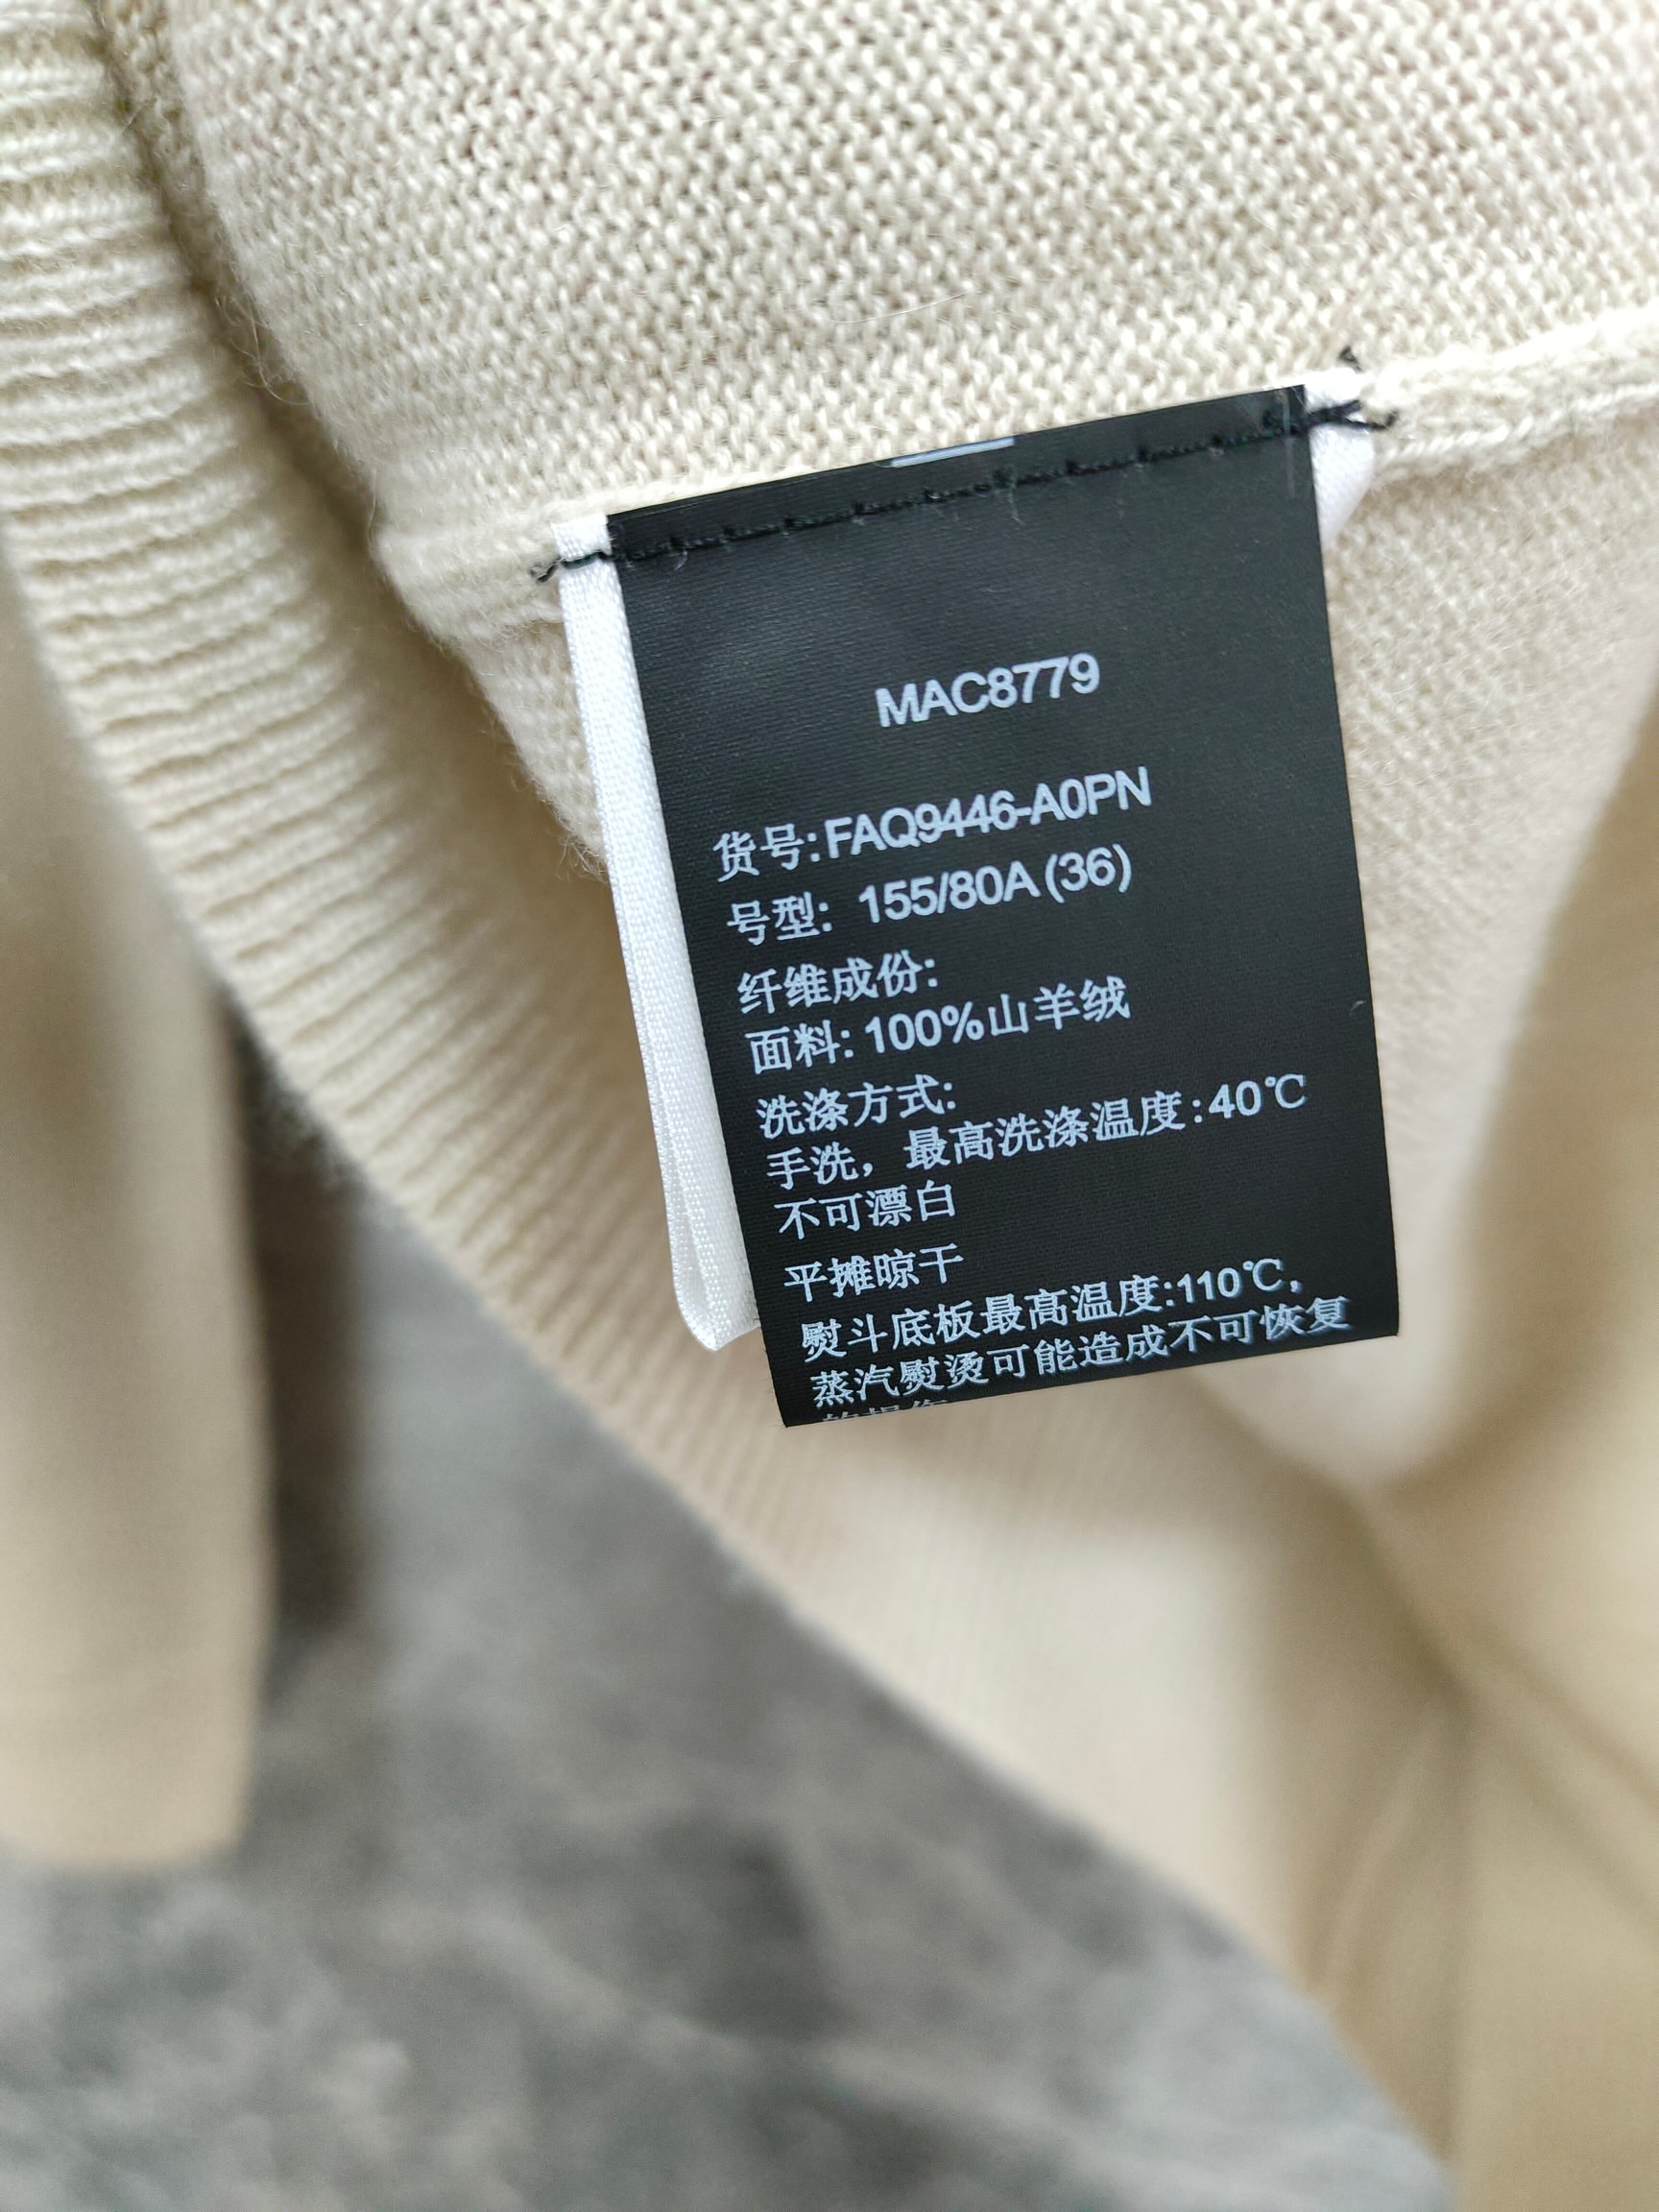 MAC8779
货号:FAQ9446-A0PN
号型: 155/80A(36)
纤维成份:
面料: 100%山羊绒
洗涤方式:
手洗，最高洗涤温度:40℃
不可漂白
平摊晾干
熨斗底板最高温度:110℃,
蒸汽熨烫可能造成不可恢复